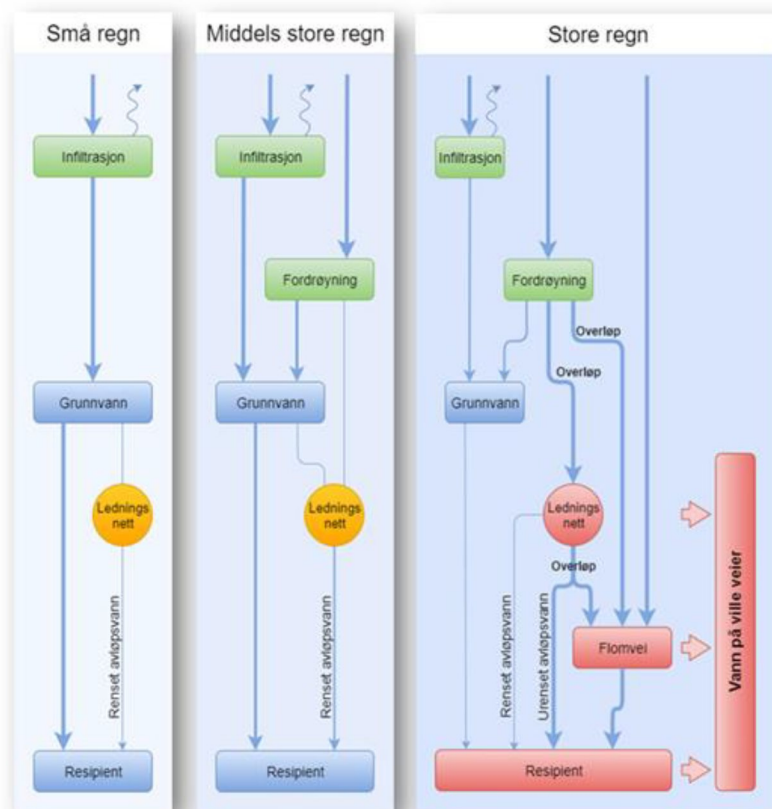 Små regn
Infiltrasjon
Grunnvann
Lednings
nett
Renset avløpsvann
Resipient
Middels store regn
Infiltrasjon
Fordrøyning
Grunnvann
Lednings
nett
Renset avløpsvann
Resipient
Store regn
Infiltrasjon
Fordrøyning
Overløp
Overløp
Grunnvann
Lednings
nett
Overløp
Renset avløpsvann
Urenset avløpsvann
Flomvei
Resipient
Vann på ville veier